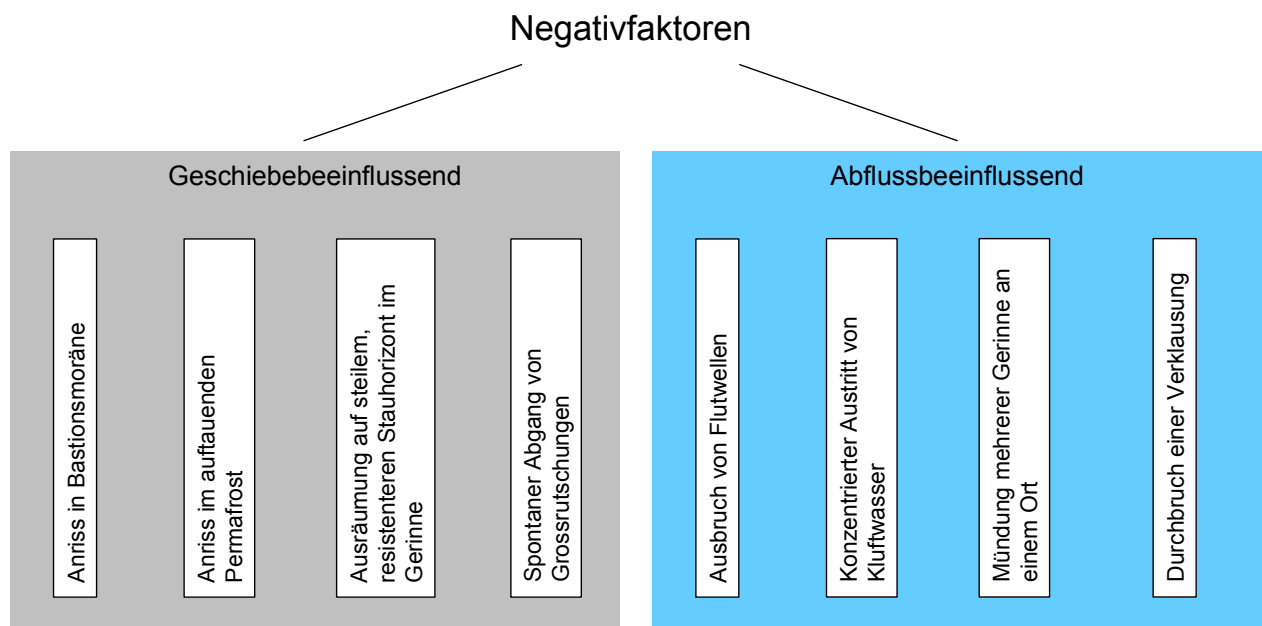 Negativfaktoren
Geschiebebeeinflussend
Anriss in Bastionsmoräne
Anriss im auftauenden
Permafrost
Ausräumung auf steilem,
resistenteren Stauhorizont im
Gerinne
Spontaner Abgang von
Grossrutschungen
Abflussbeeinflussend
Ausbruch von Flutwellen
Konzentrierter Austritt von
Kluftwasser
Mündung mehrerer Gerinne an
einem Ort
Durchbruch einer Verklausung